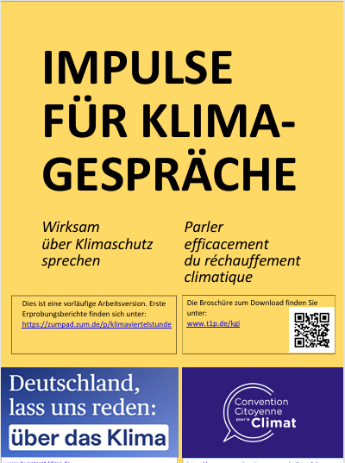 IMPULSE
FÜR KLIMA-
GESPRÄCHE
Wirksam
über Klimaschutz
sprechen
Parler
efficacement
du réchauffement
climatique
Dies ist eine vorläufige Arbeitsversion. Erste
Erprobungsberichte finden sich unter:
https://zumpad.zum.de/p/klimaviertelstunde
Die Broschüre zum Download finden Sie
unter:
www.t1p.de/kgi
Deutschland,
lass uns reden:
über das Klima
Convention
Citoyenne
pour le
Climat